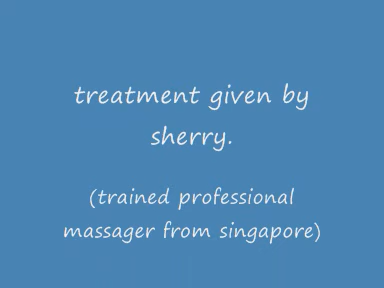 treatment given by
sherry.
(trained professional
massager from singapore)